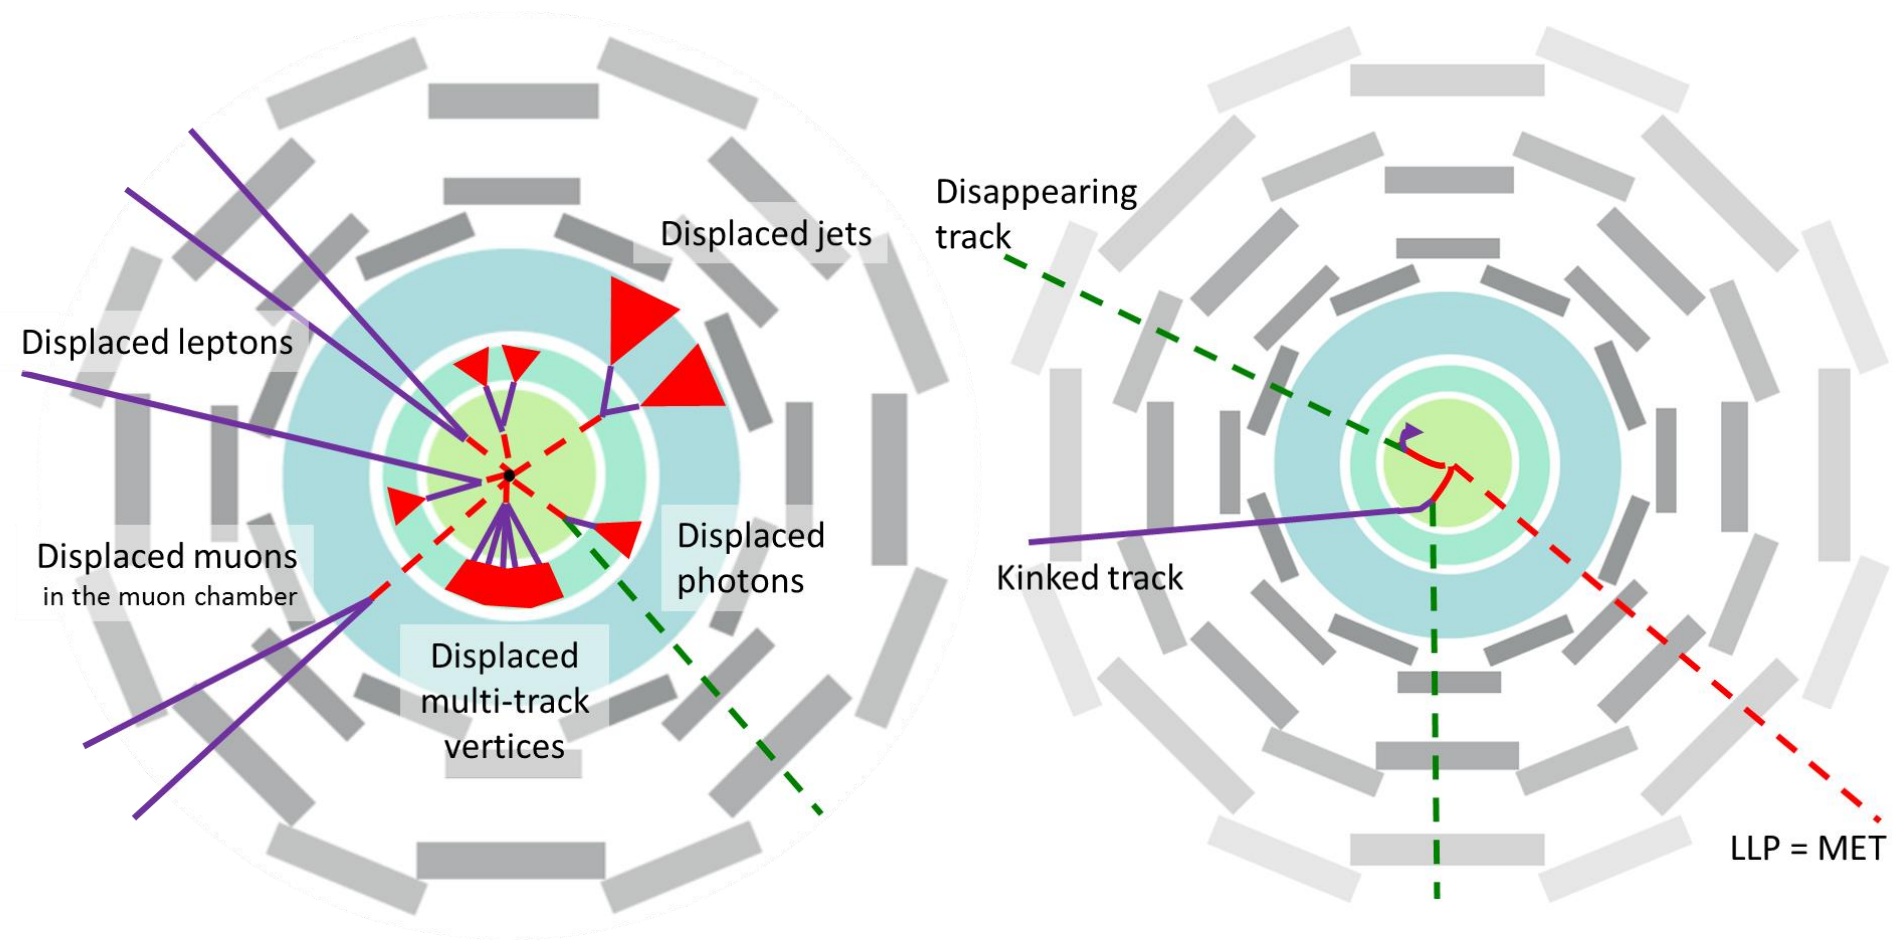 Displaced jets
Displaced leptons
Displaced muons
in the muon chamber
Displaced
photons
Displaced
multi-track
vertices
Disappearing
track
Kinked track
LLP = MET